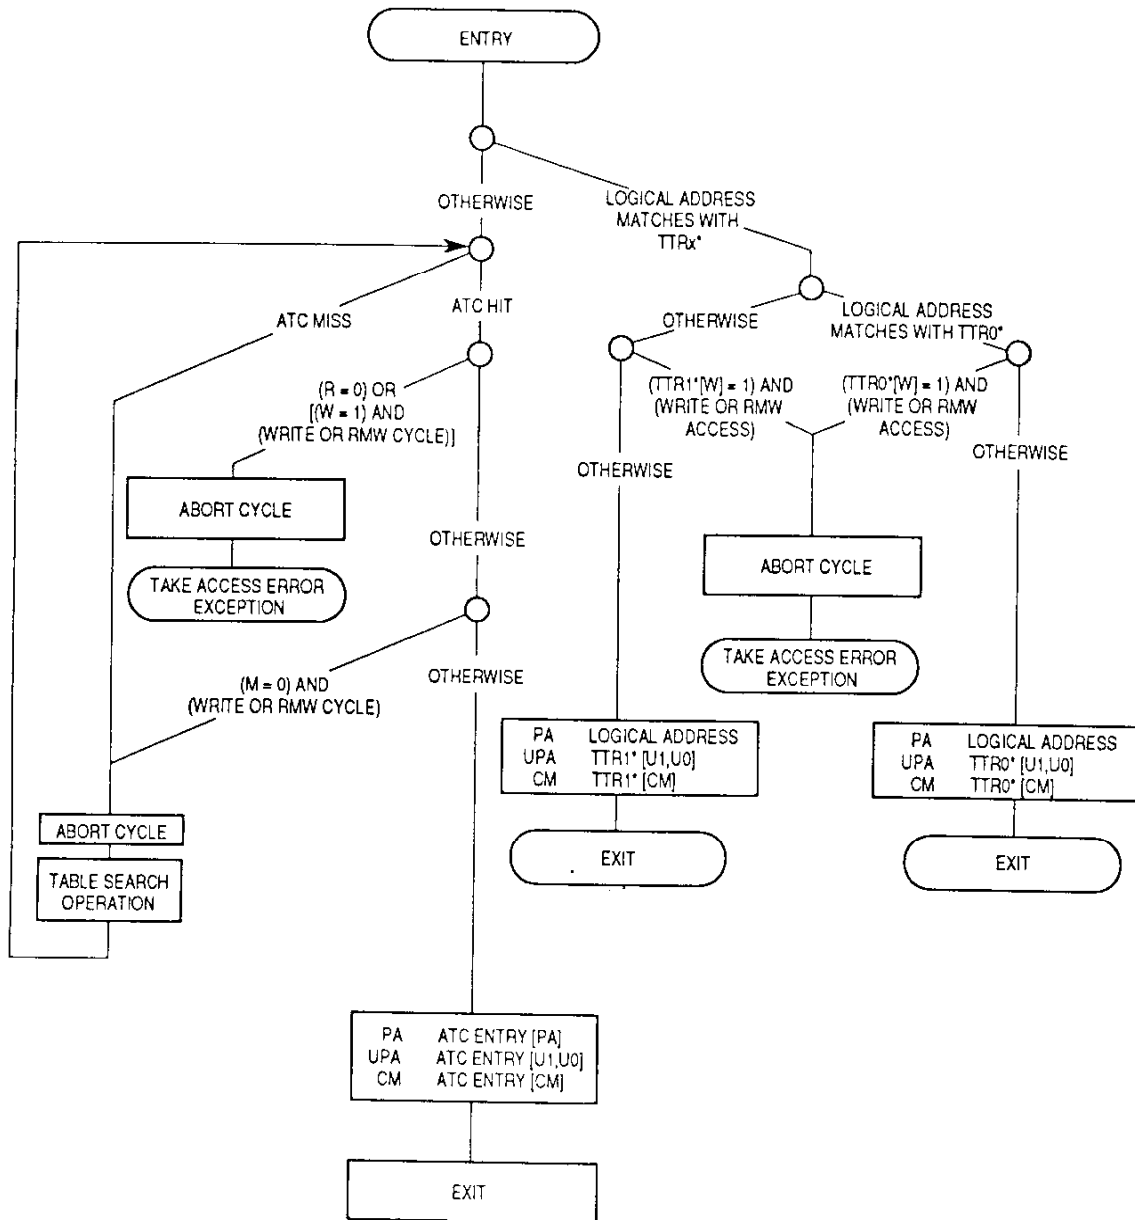 ENTRY
OTHERWISE
LOGICAL ADDRESS
MATCHES WITH
TTRx*
ATC MISS
ATC HIT
OTHERWISE
LOGICAL ADDRESS
MATCHES WITH TTR0*
(R = 0) OR
[(W = 1) AND
(WRITE OR RMW CYCLE)]
(TTR1*[W] = 1) AND
(WRITE OR RMW
ACCESS)
(TTR0*[W] = 1) AND
(WRITE OR RMW
ACCESS)
OTHERWISE
OTHERWISE
ABORT CYCLE
OTHERWISE
ABORT CYCLE
TAKE ACCESS ERROR
EXCEPTION
TAKE ACCESS ERROR
EXCEPTION
(M = 0) AND
(WRITE OR RMW CYCLE)
OTHERWISE
PA LOGICAL ADDRESS
UPA TTR1* [U1,U0]
CM TTR1* [CM]
PA LOGICAL ADDRESS
UPA TTR0* [U1,U0]
CM TTR0* [CM]
ABORT CYCLE
TABLE SEARCH
OPERATION
EXIT
EXIT
PA ATC ENTRY [PA]
UPA ATC ENTRY [U1,U0]
CM ATC ENTRY [CM]
EXIT